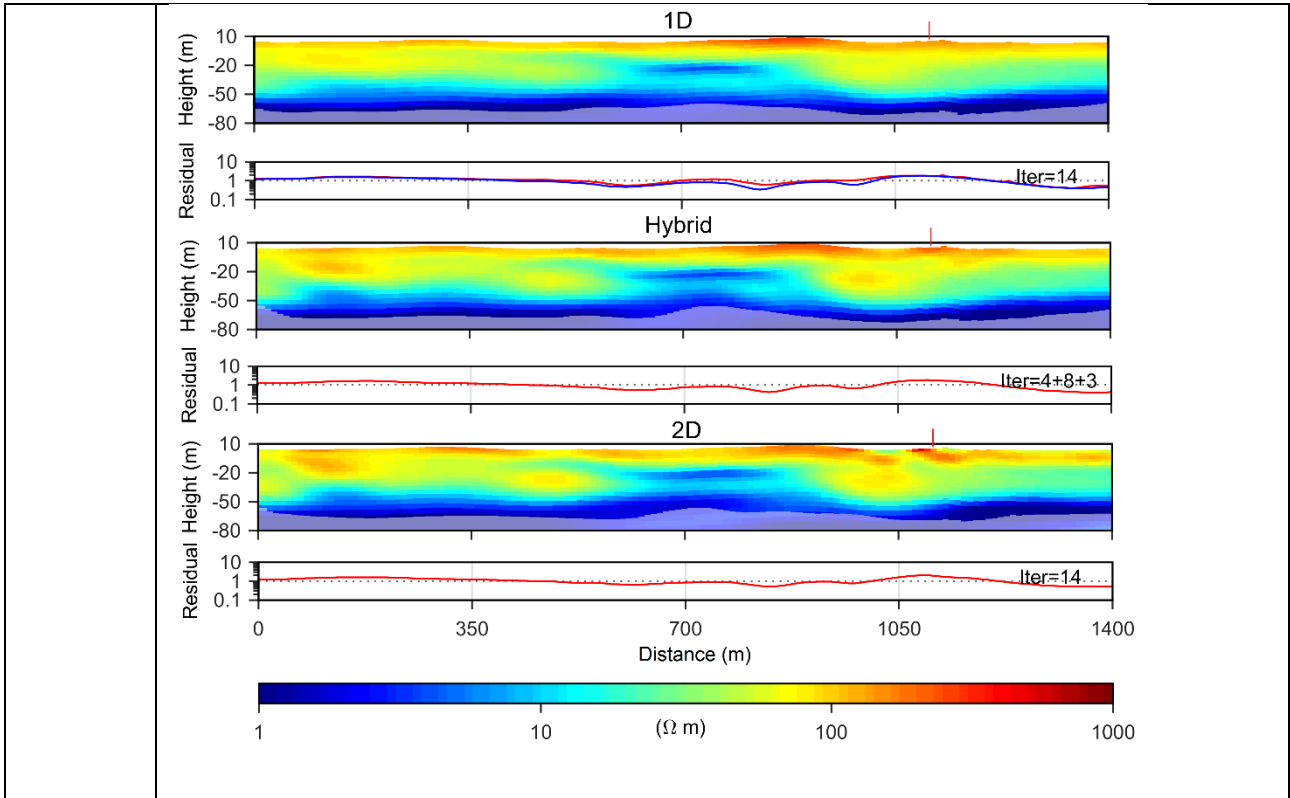 1D
Height (m)
10
-20
-50
-80
Residual
10
1
0.1
Iter=14
Hybrid
Height (m)
10
-20
-50
-80
Residual
10
1
0.1
Iter=4+8+3
2D
Height (m)
10
-20
-50
-80
Residual
10
1
0.1
Iter=14
0 350 700 1050 1400
Distance (m)
1 10 100 1000
(Ω m)